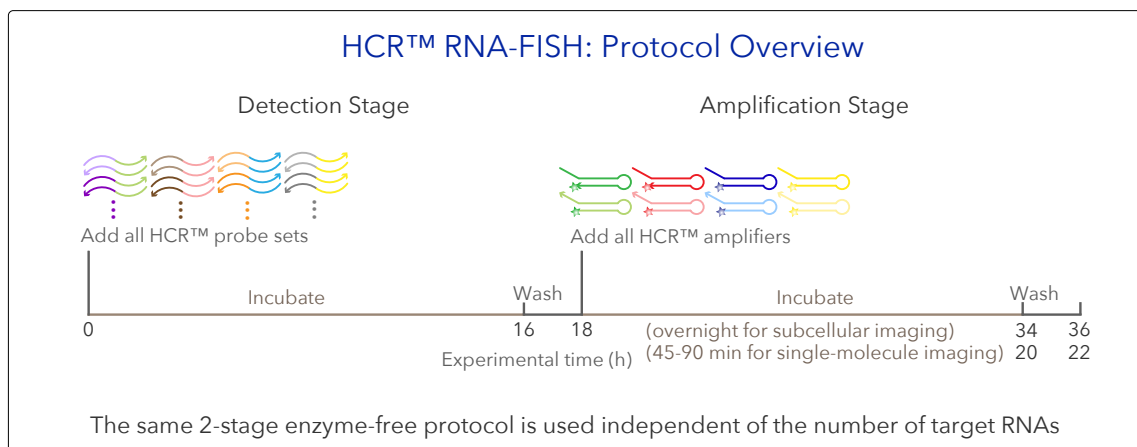 HCR™ RNA-FISH: Protocol Overview
Detection Stage
Amplification Stage
Add all HCR™ probe sets
Add all HCR™ amplifiers
Incubate
Wash
Incubate
Wash
0
16
18
(overnight for subcellular imaging)
34
36
Experimental time (h)
(45-90 min for single-molecule imaging)
20
22
The same 2-stage enzyme-free protocol is used independent of the number of target RNAs